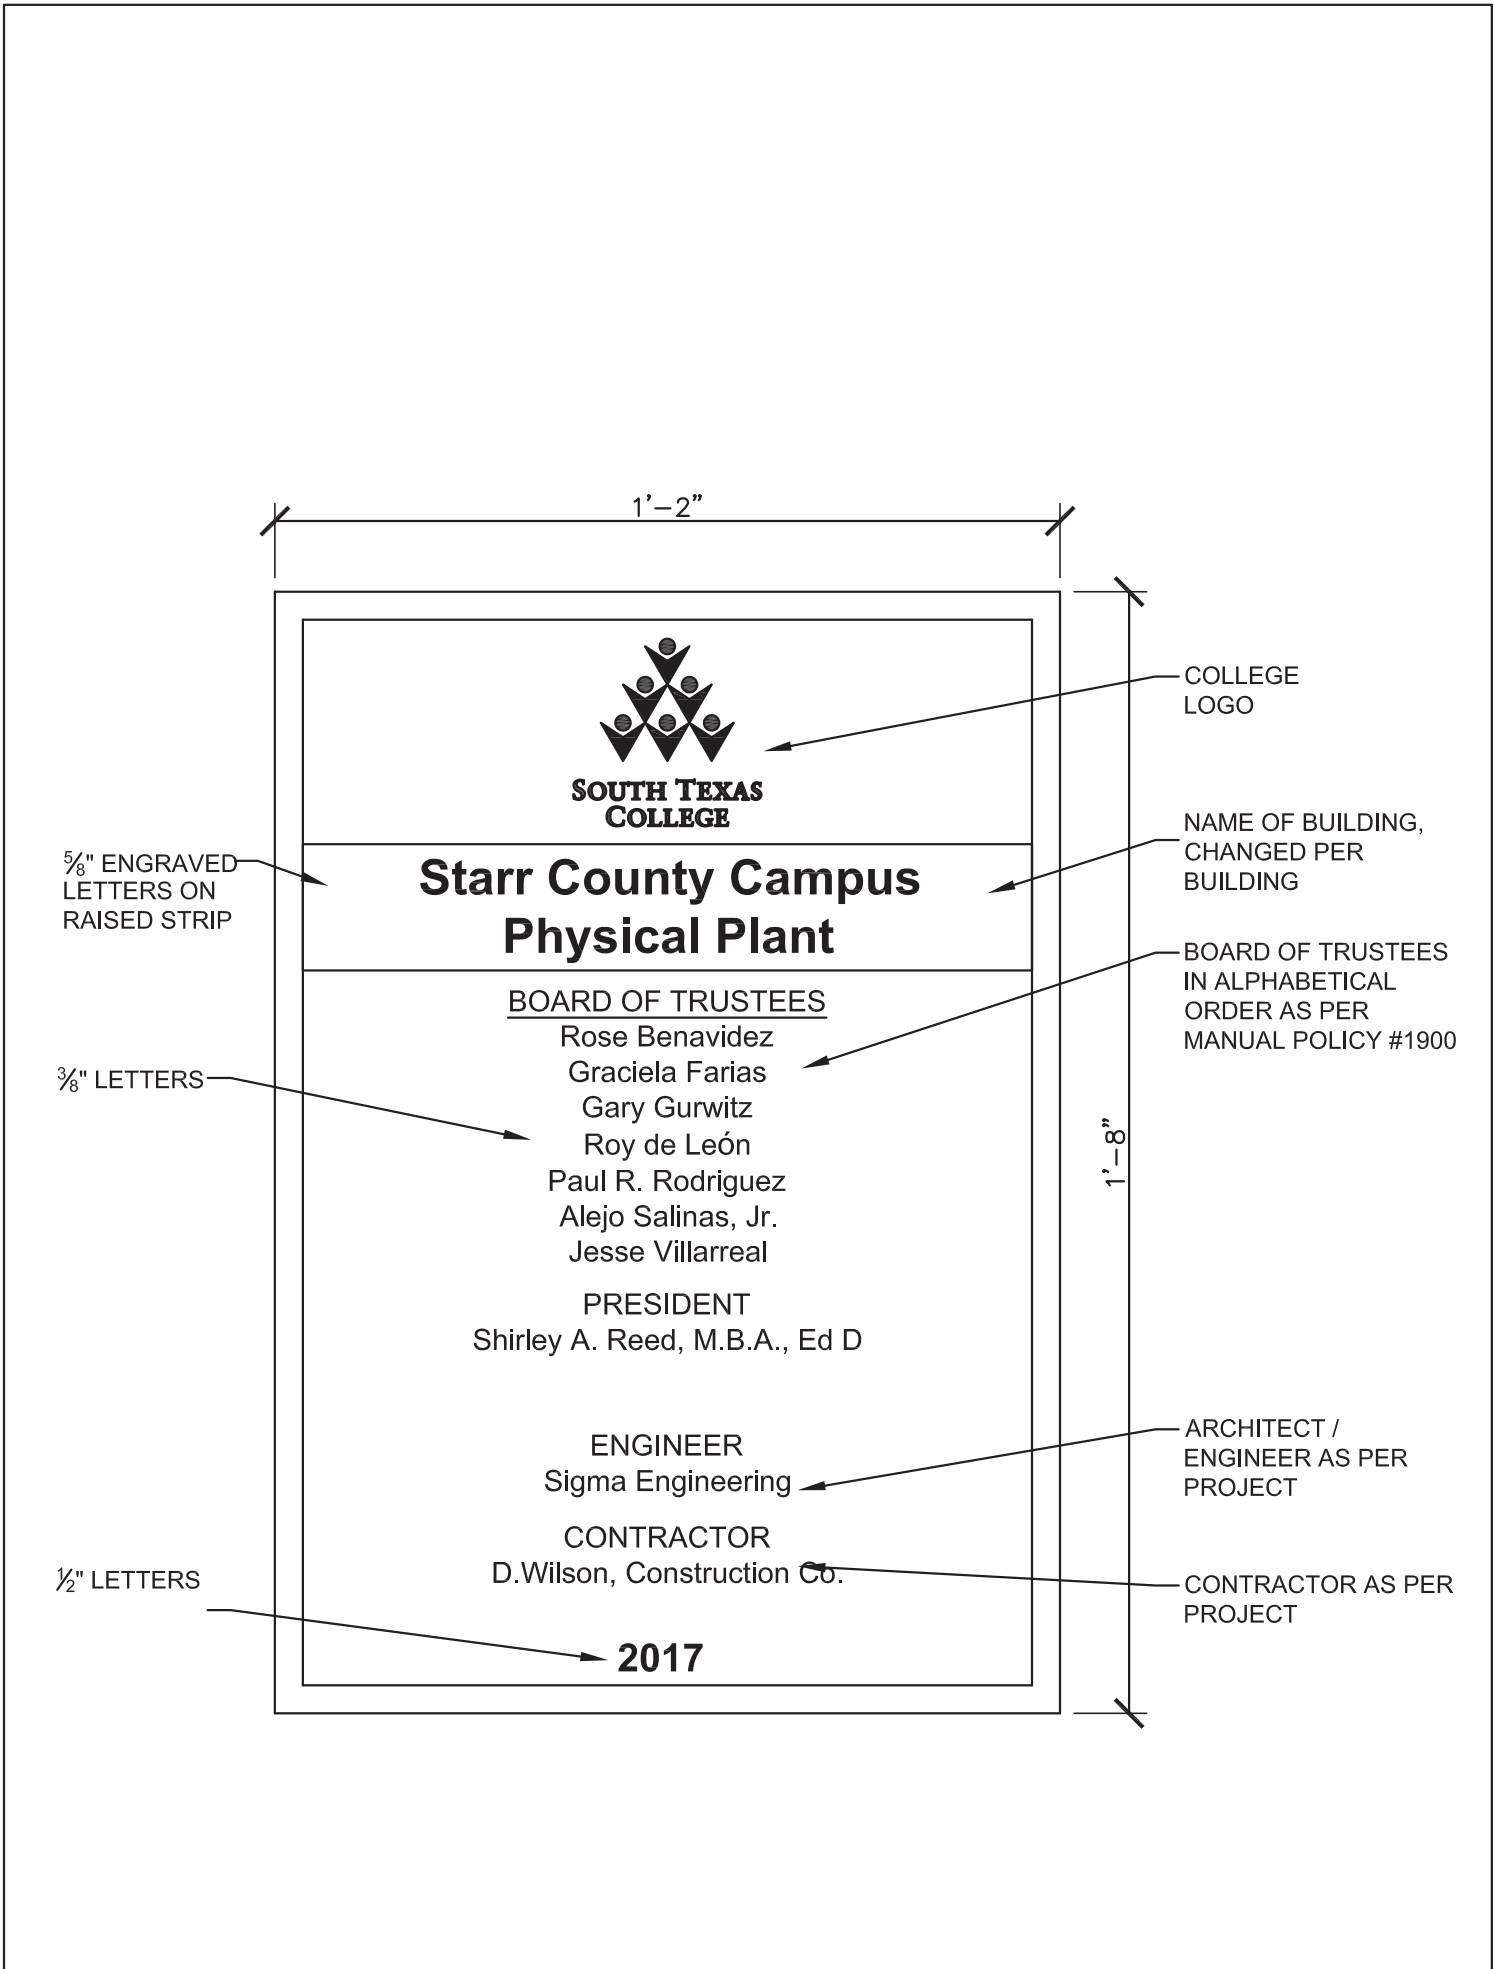 1'-2"
COLLEGE
LOGO
SOUTH TEXAS
COLLEGE
NAME OF BUILDING,
CHANGED PER
BUILDING
⅝" ENGRAVED
LETTERS ON
RAISED STRIP
Starr County Campus
Physical Plant
BOARD OF TRUSTEES
IN ALPHABETICAL
ORDER AS PER
MANUAL POLICY #1900
BOARD OF TRUSTEES
Rose Benavidez
Graciela Farias
Gary Gurwitz
Roy de León
Paul R. Rodriguez
Alejo Salinas, Jr.
Jesse Villarreal
⅜" LETTERS
1'-8"
PRESIDENT
Shirley A. Reed, M.B.A., Ed D
ENGINEER
Sigma Engineering
ARCHITECT /
ENGINEER AS PER
PROJECT
CONTRACTOR
D.Wilson, Construction Co.
CONTRACTOR AS PER
PROJECT
½" LETTERS
2017